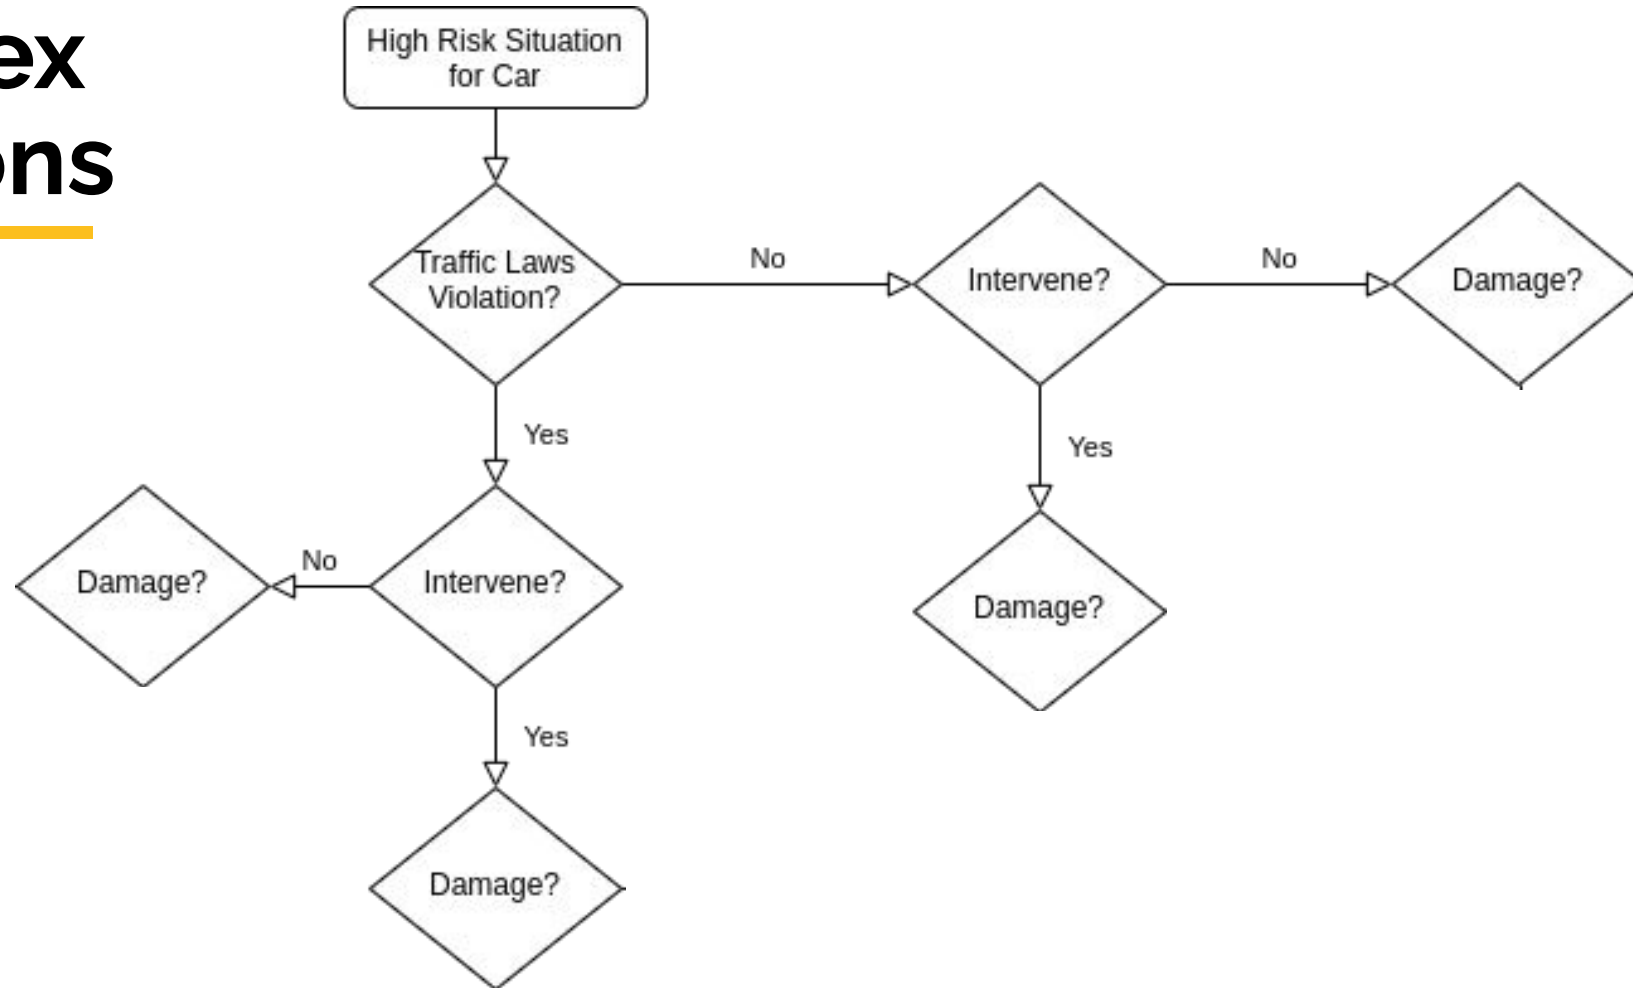 ex
ons
High Risk Situation
for Car
Traffic Laws
Violation?
No
Intervene?
No
Damage?
Yes
Yes
Damage?
No
Intervene?
Damage?
Yes
Damage?